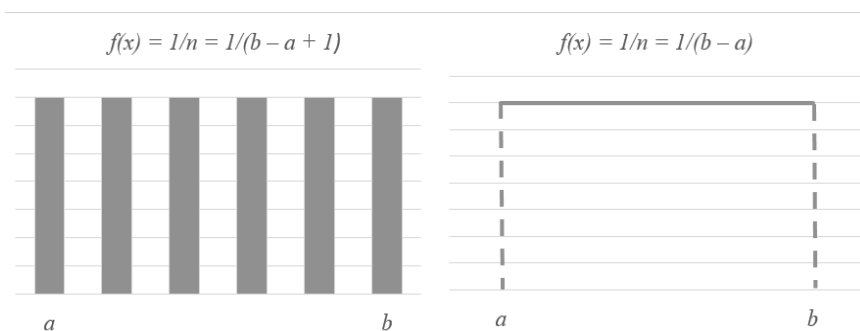 f(x) = 1/n = 1/(b – a + 1)
f(x) = 1/n = 1/(b – a)
a
b
a
b